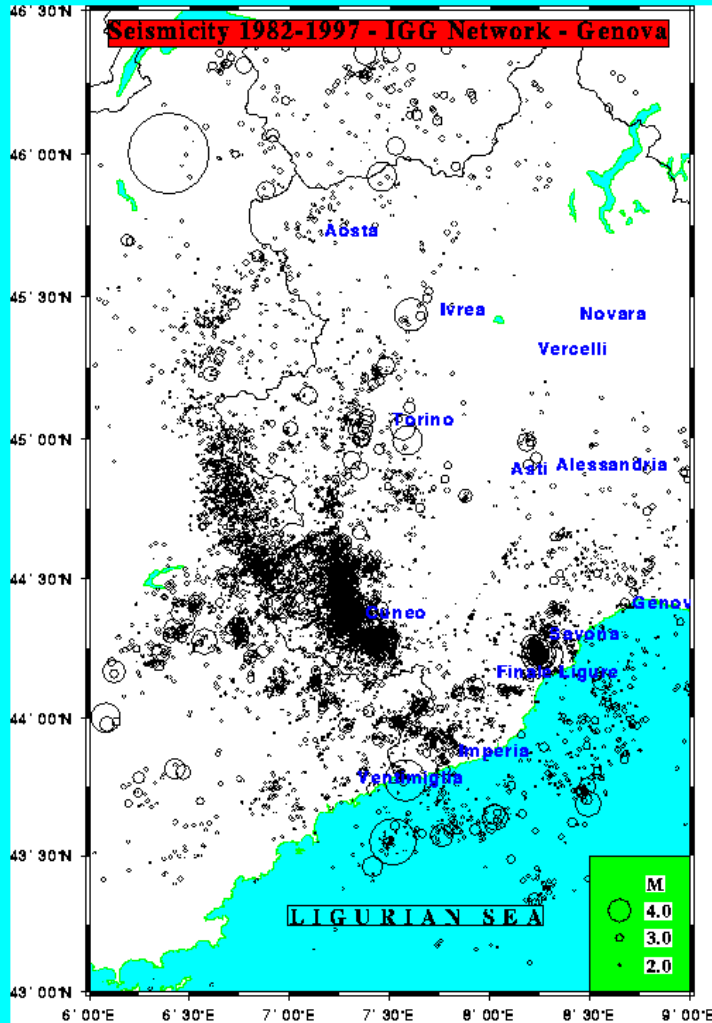 46°30'N
Seismicity 1982-1997 - IGG Network - Genova
46°00'N
Aosta
45°30'N
Ivrea
Novara
Vercelli
Torino
45°00'N
Asti
Alessandria
44°30'N
Genov
Cuneo
Savona
Finale Ligure
44°00'N
Imperia
Ventimiglia
43°30'N
M
4.0
3.0
2.0
LIGURIAN SEA
43°00'N
6°00'E 6°30'E 7°00'E 7°30'E 8°00'E 8°30'E 9°00'E